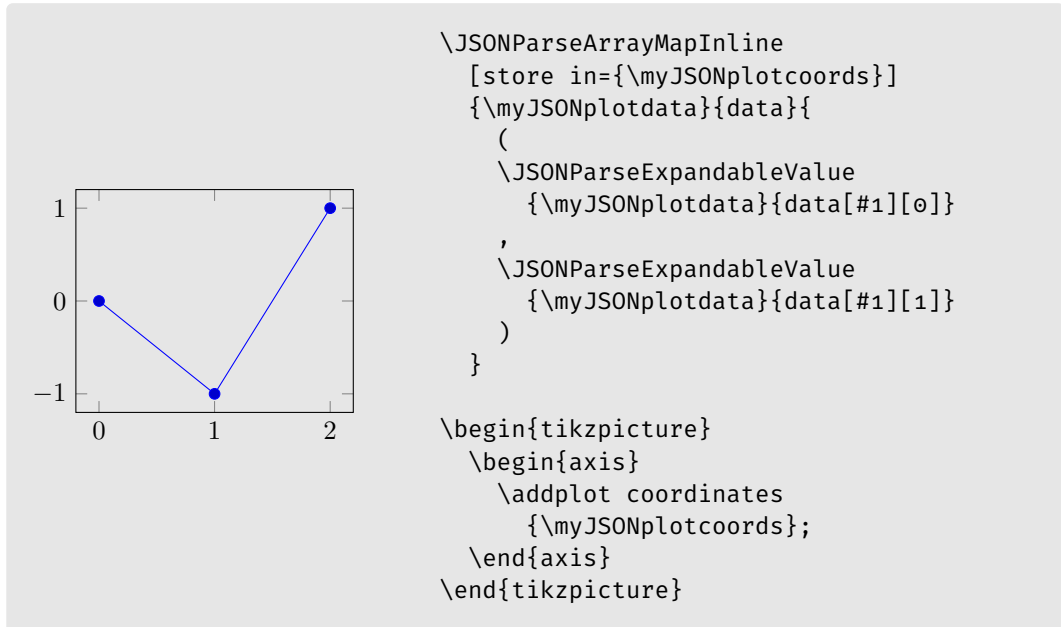 1
0
−1
0 1 2
\JSONParseArrayMapInline
  [store in={\myJSONplotcoords}]
  {\myJSONplotdata}{data}{
    (
    \JSONParseExpandableValue
      {\myJSONplotdata}{data[#1][0]}
    ,
    \JSONParseExpandableValue
      {\myJSONplotdata}{data[#1][1]}
    )
  }

\begin{tikzpicture}
  \begin{axis}
    \addplot coordinates
      {\myJSONplotcoords};
  \end{axis}
\end{tikzpicture}